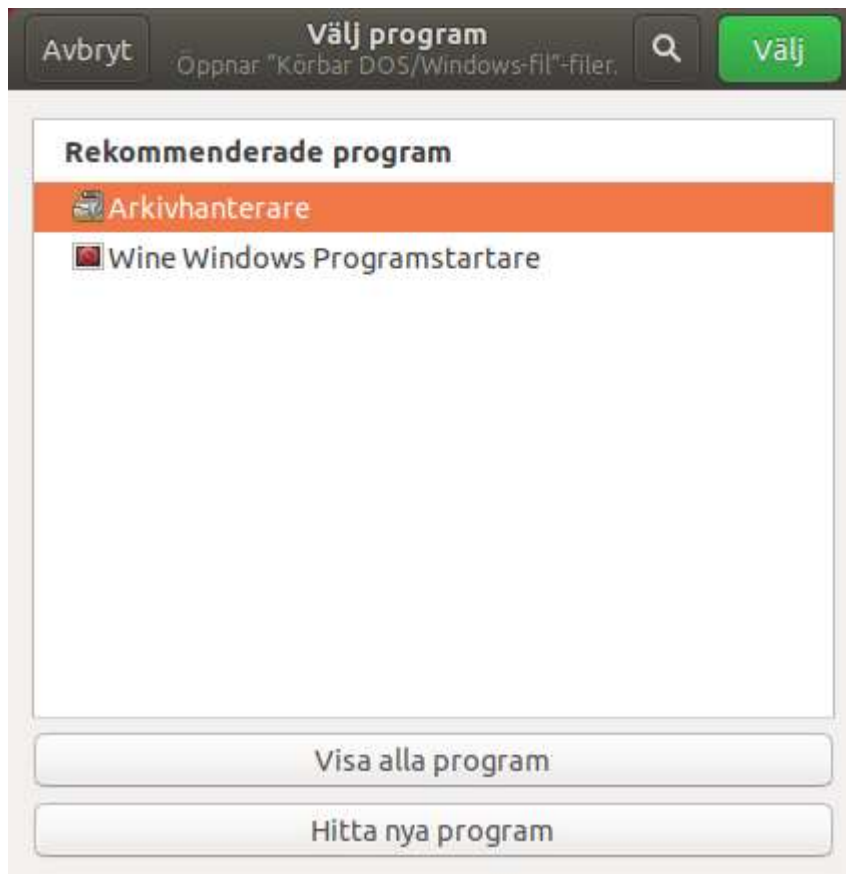 Avbryt
Välj program
Öppnar "Körbar DOS/Windows-fil"-filer.
Välj
Rekommenderade program
Arkivhanterare
Wine Windows Programstartare
Visa alla program
Hitta nya program